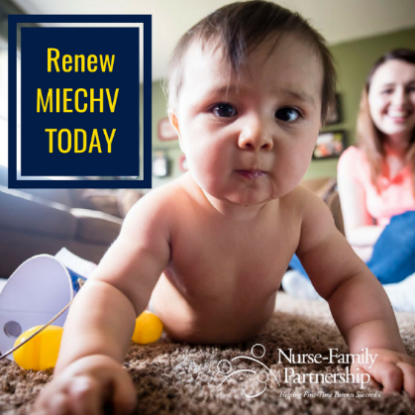 Renew
MIECHV
TODAY
Nurse-Family
Partnership
Helping First-Time Parents Succeed